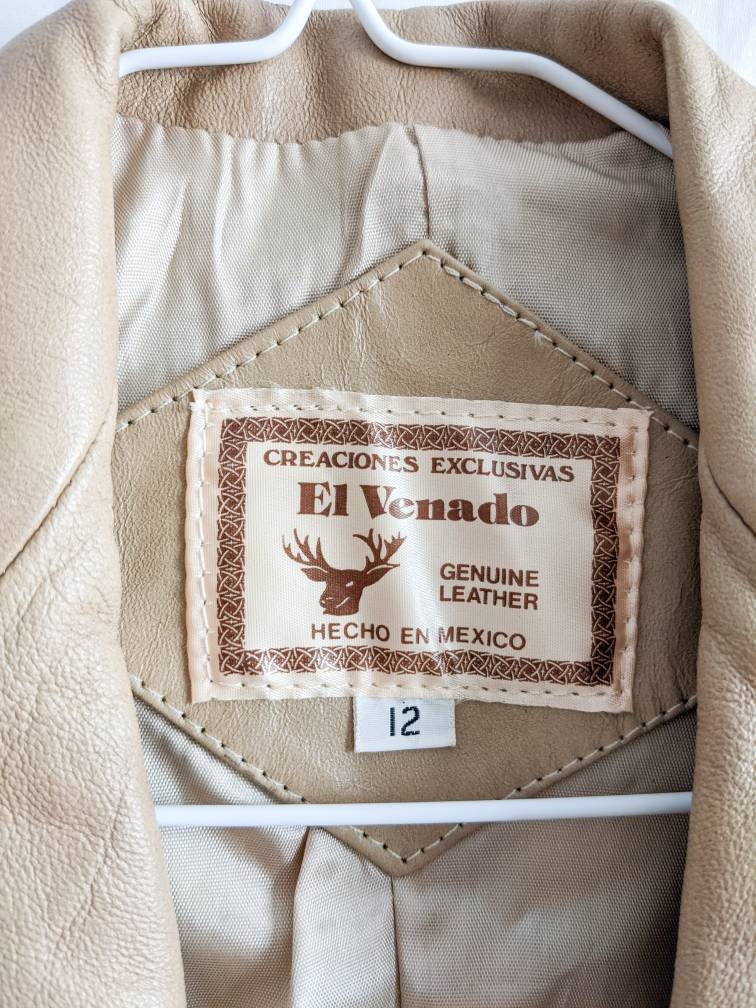 CREACIONES EXCLUSIVAS
El Venado
GENUINE
LEATHER
HECHO EN MEXICO
12